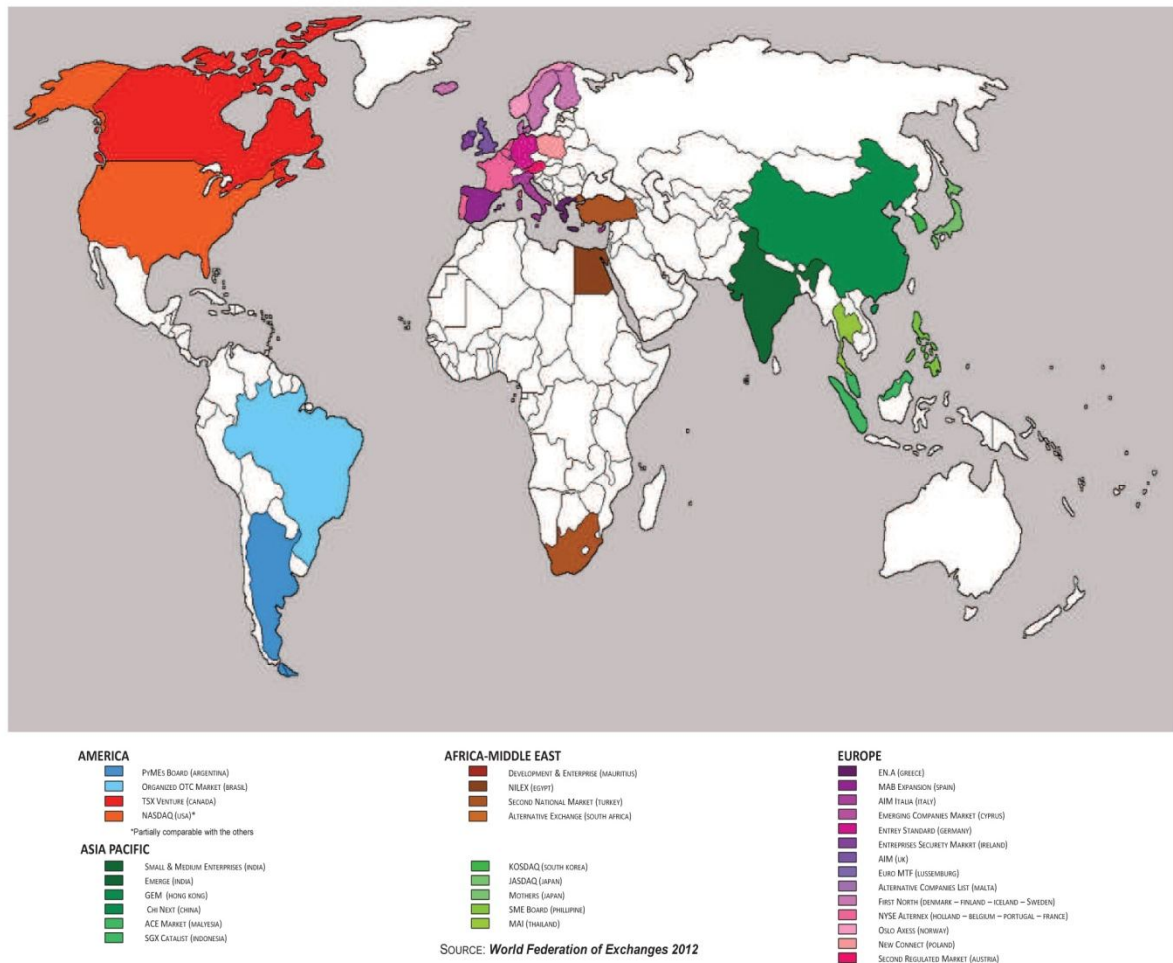 AMERICA
PYMES BOARD (ARGENTINA)
ORGANIZED OTC MARKET (BRASIL)
TSX VENTURE (CANADA)
NASDAQ (USA)*
*Partially comparable with the others
ASIA PACIFIC
SMALL & MEDIUM ENTERPRISES (INDIA)
EMERGE (INDIA)
GEM (HONG KONG)
CHI NEXT (CHINA)
ACE MARKET (MALYESIA)
SGX CATALIST (INDONESIA)
AFRICA-MIDDLE EAST
DEVELOPMENT & ENTERPRISE (MAURITIUS)
NILEX (EGYPT)
SECOND NATIONAL MARKET (TURKEY)
ALTERNATIVE EXCHANGE (SOUTH AFRICA)
KOSDAQ (SOUTH KOREA)
JASDAQ (JAPAN)
MOTHERS (JAPAN)
SME BOARD (PHILLIPINE)
MAI (THAILAND)
SOURCE: World Federation of Exchanges 2012
EUROPE
EN.A (GREECE)
MAB EXPANSION (SPAIN)
AIM ITALIA (ITALY)
EMERGING COMPANIES MARKET (CYPRUS)
ENTREY STANDARD (GERMANY)
ENTREPRISES SECURETY MARKRT (IRELAND)
AIM (UK)
EURO MTF (LUSSEMBURG)
ALTERNATIVE COMPANIES LIST (MALTA)
FIRST NORTH (DENMARK – FINLAND – ICELAND – SWEDEN)
NYSE ALTERNEX (HOLLAND – BELGIUM – PORTUGAL – FRANCE)
OSLO AXESS (NORWAY)
NEW CONNECT (POLAND)
SECOND REGULATED MARKET (AUSTRIA)